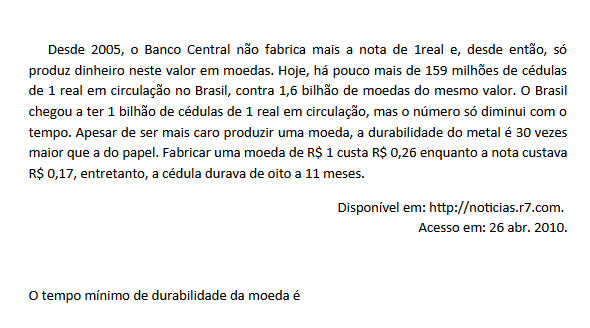 Desde 2005, o Banco Central não fabrica mais a nota de 1real e, desde então, só
produz dinheiro neste valor em moedas. Hoje, há pouco mais de 159 milhões de cédulas
de 1 real em circulação no Brasil, contra 1,6 bilhão de moedas do mesmo valor. O Brasil
chegou a ter 1 bilhão de cédulas de 1 real em circulação, mas o número só diminui com o
tempo. Apesar de ser mais caro produzir uma moeda, a durabilidade do metal é 30 vezes
maior que a do papel. Fabricar uma moeda de R$ 1 custa R$ 0,26 enquanto a nota custava
R$ 0,17, entretanto, a cédula durava de oito a 11 meses.
Disponível em: http://noticias.r7.com.
Acesso em: 26 abr. 2010.
O tempo mínimo de durabilidade da moeda é